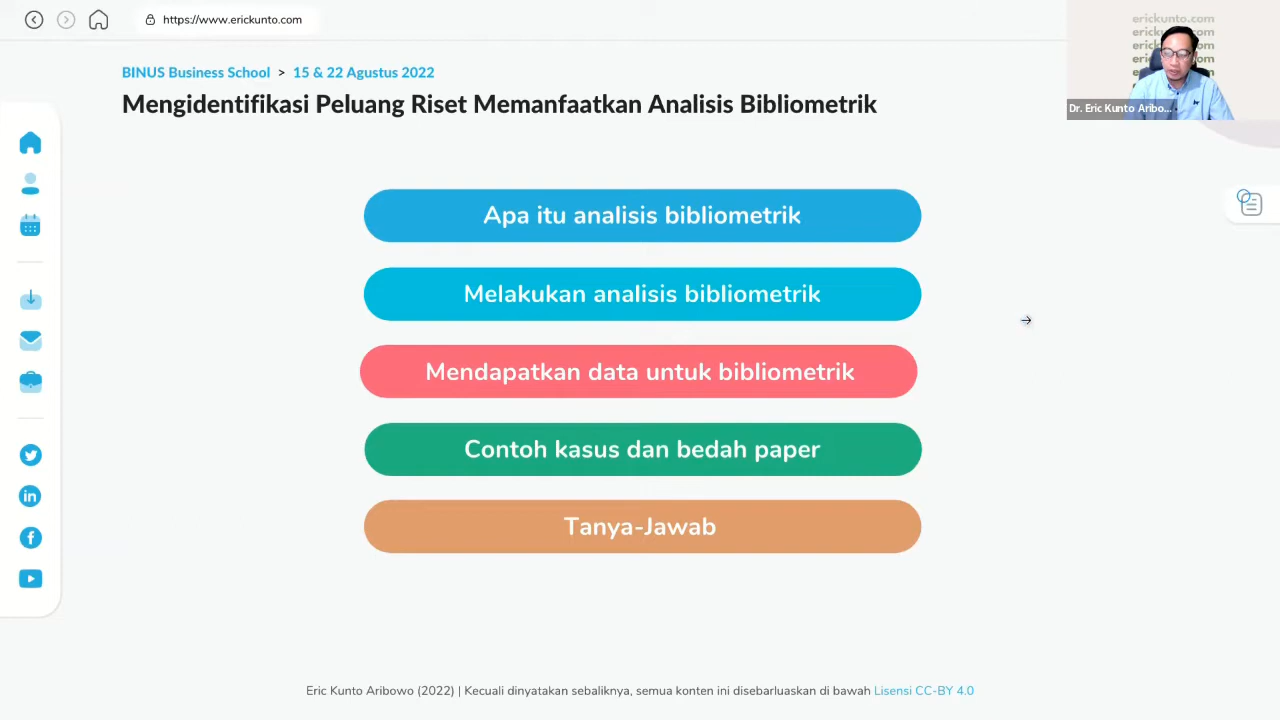 https://www.erickunto.com
erickunto.com
BINUS Business School > 15 & 22 Agustus 2022
Mengidentifikasi Peluang Riset Memanfaatkan Analisis Bibliometrik
Dr. Eric Kunto Aribo...
Apa itu analisis bibliometrik
Melakukan analisis bibliometrik
Mendapatkan data untuk bibliometrik
Contoh kasus dan bedah paper
Tanya-Jawab
Eric Kunto Aribowo (2022) | Kecuali dinyatakan sebaliknya, semua konten ini disebarluaskan di bawah Lisensi CC-BY 4.0